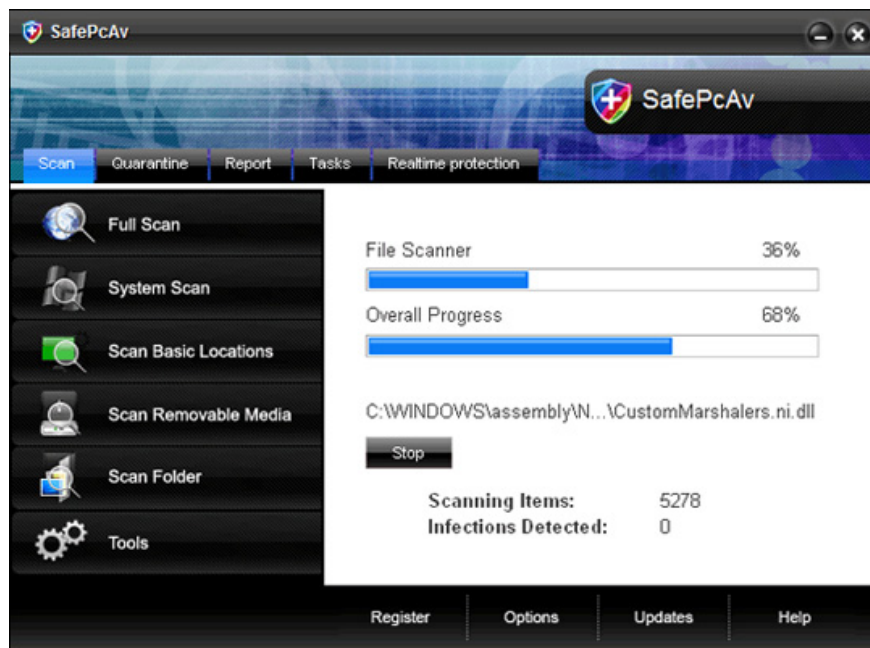 SafePcAv
SafePcAv
Scan Quarantine Report Tasks Realtime protection
Full Scan
System Scan
Scan Basic Locations
Scan Removable Media
Scan Folder
Tools
File Scanner 36%
Overall Progress 68%
C:\WINDOWS\assembly\N...\CustomMarshalers.ni.dll
Stop
Scanning Items: 5278
Infections Detected: 0
Register Options Updates Help